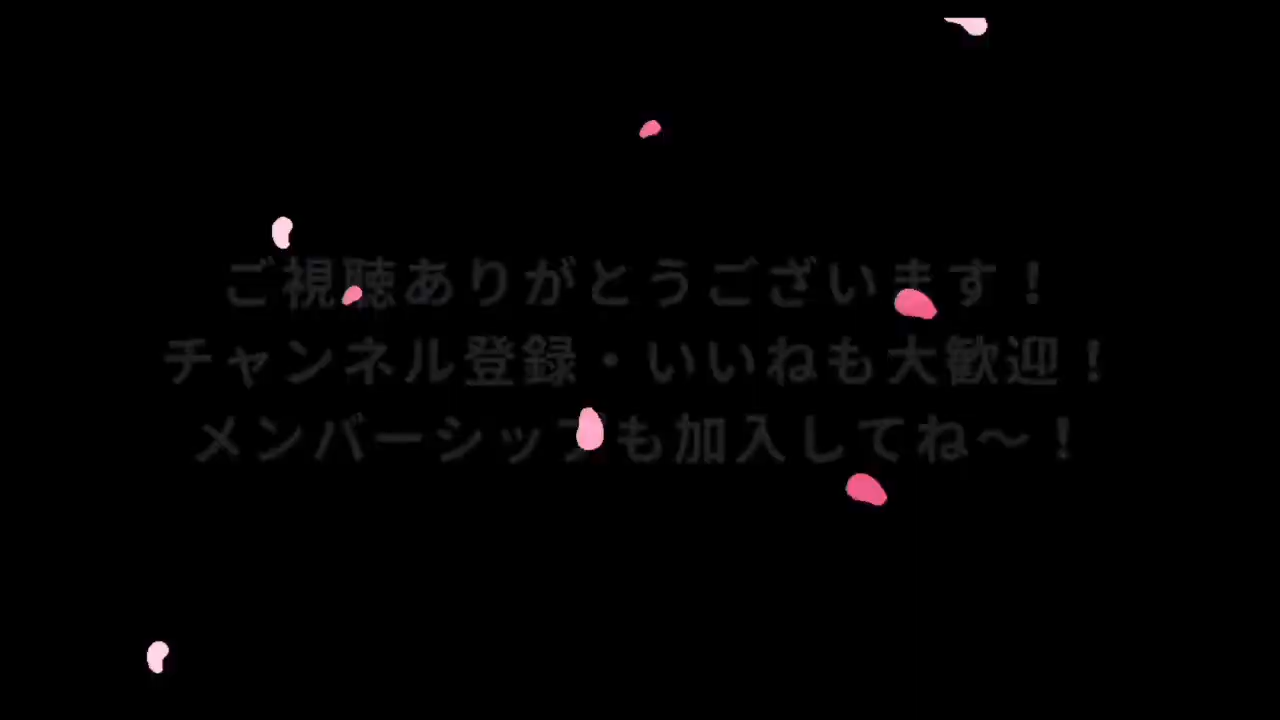 ご視聴ありがとうございます！
チャンネル登録・いいねも大歓迎！
メンバーシップも加入してね～！